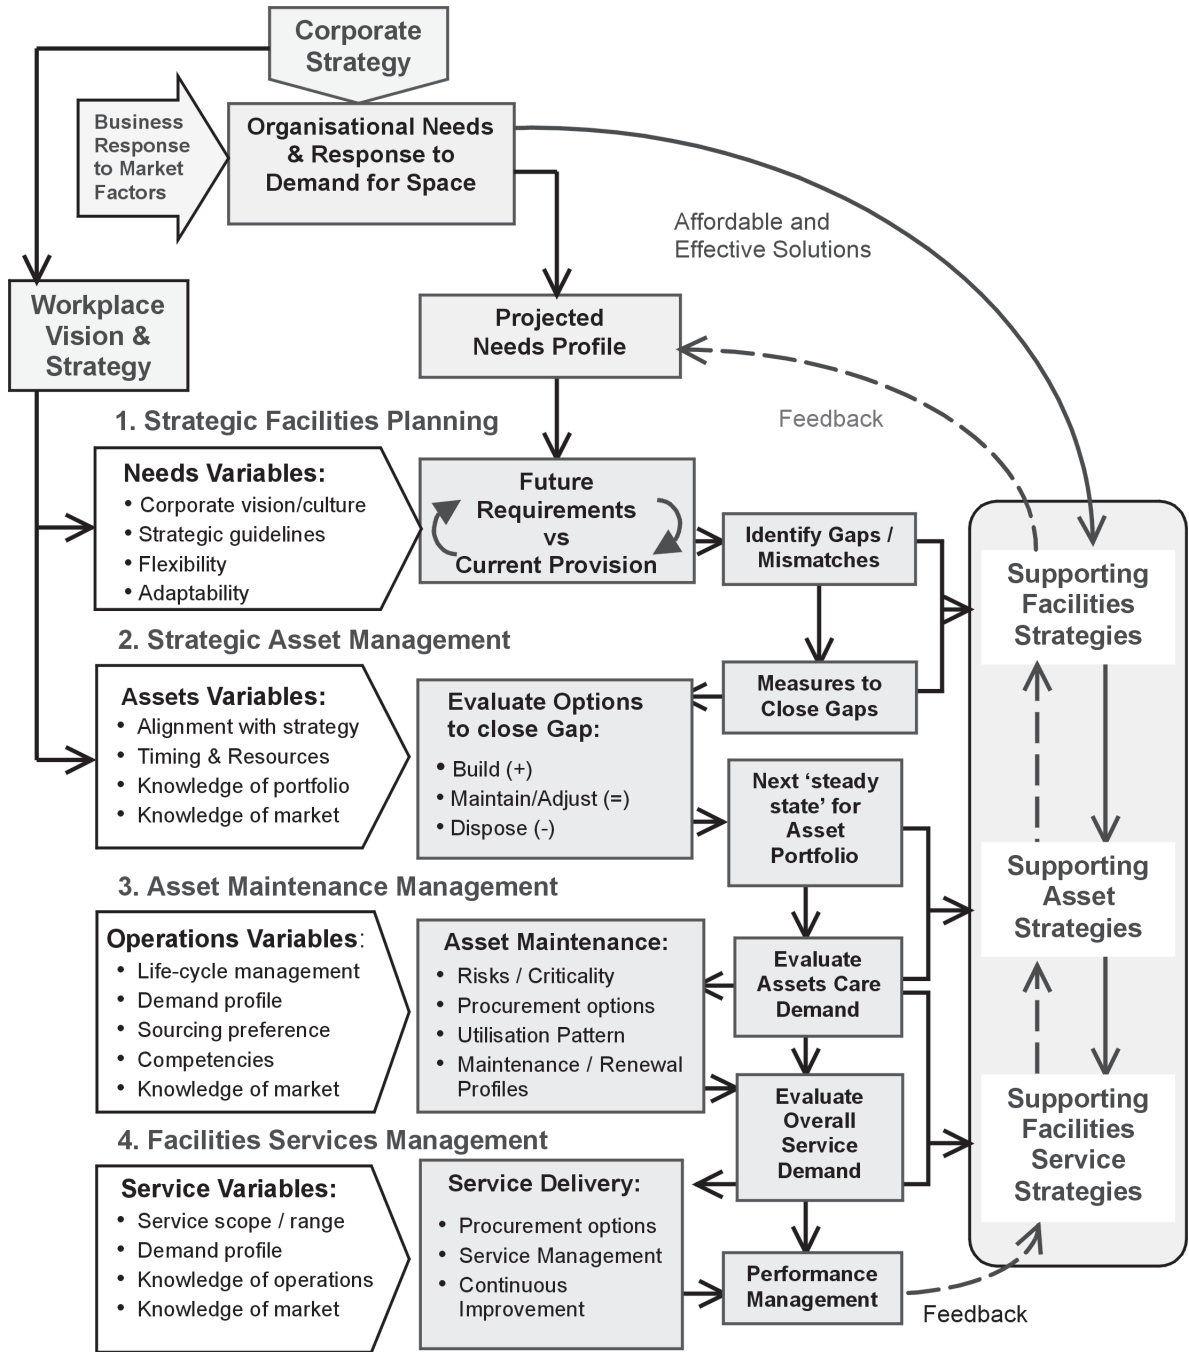 Corporate
Strategy
Business
Response
to Market
Factors
Organisational Needs
& Response to
Demand for Space
Affordable and
Effective Solutions
Workplace
Vision &
Strategy
Projected
Needs Profile
Feedback
1. Strategic Facilities Planning
Needs Variables:
• Corporate vision/culture
• Strategic guidelines
• Flexibility
• Adaptability
Future
Requirements
vs
Current Provision
Identify Gaps /
Mismatches
Supporting
Facilities
Strategies
2. Strategic Asset Management
Assets Variables:
• Alignment with strategy
• Timing & Resources
• Knowledge of portfolio
• Knowledge of market
Evaluate Options
to close Gap:
• Build (+)
• Maintain/Adjust (=)
• Dispose (-)
Measures to
Close Gaps
Next ‘steady
state’ for
Asset
Portfolio
Supporting
Asset
Strategies
3. Asset Maintenance Management
Operations Variables:
• Life-cycle management
• Demand profile
• Sourcing preference
• Competencies
• Knowledge of market
Asset Maintenance:
• Risks / Criticality
• Procurement options
• Utilisation Pattern
• Maintenance / Renewal
Profiles
Evaluate
Assets Care
Demand
Evaluate
Overall
Service
Demand
Supporting
Facilities
Service
Strategies
4. Facilities Services Management
Service Variables:
• Service scope / range
• Demand profile
• Knowledge of operations
• Knowledge of market
Service Delivery:
• Procurement options
• Service Management
• Continuous
Improvement
Performance
Management
Feedback